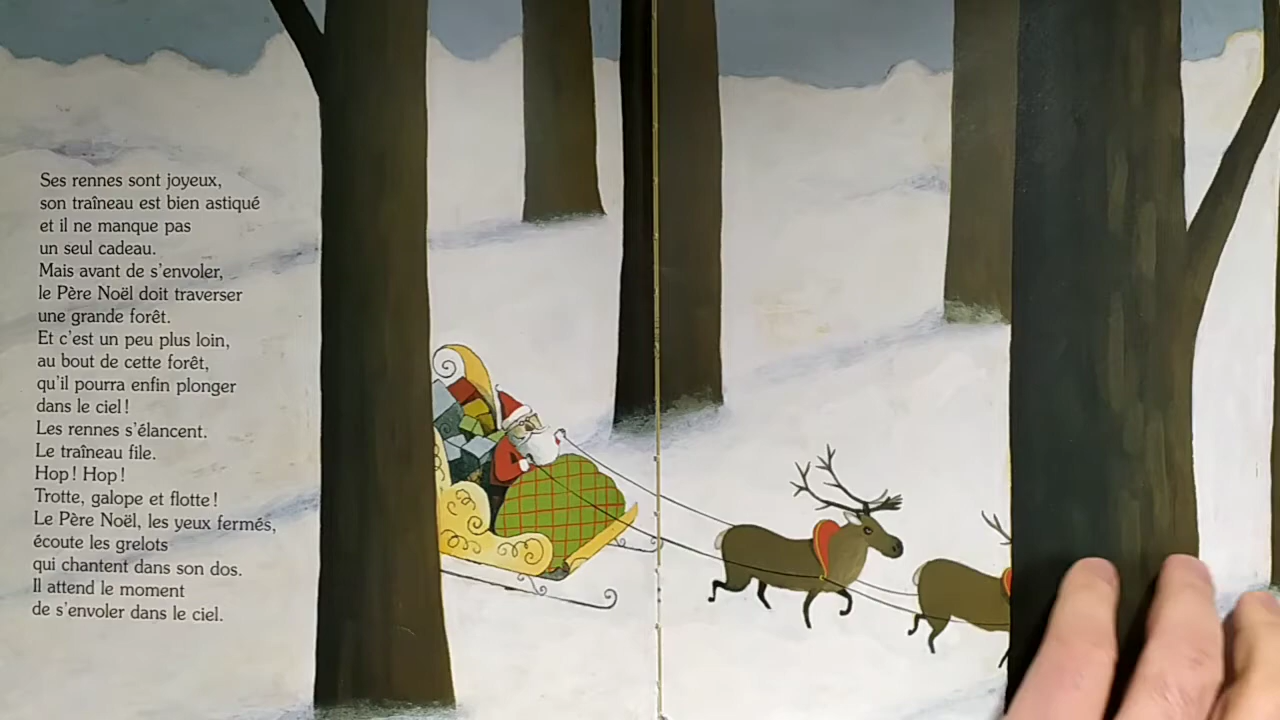 Ses rennes sont joyeux,
son traîneau est bien astiqué
et il ne manque pas
un seul cadeau.
Mais avant de s'envoler,
le Père Noël doit traverser
une grande forêt.
Et c'est un peu plus loin,
au bout de cette forêt,
qu'il pourra enfin plonger
dans le ciel !
Les rennes s'élancent.
Le traîneau file.
Hop ! Hop !
Trotte, galope et flotte !
Le Père Noël, les yeux fermés,
écoute les grelots
qui chantent dans son dos.
Il attend le moment
de s'envoler dans le ciel.